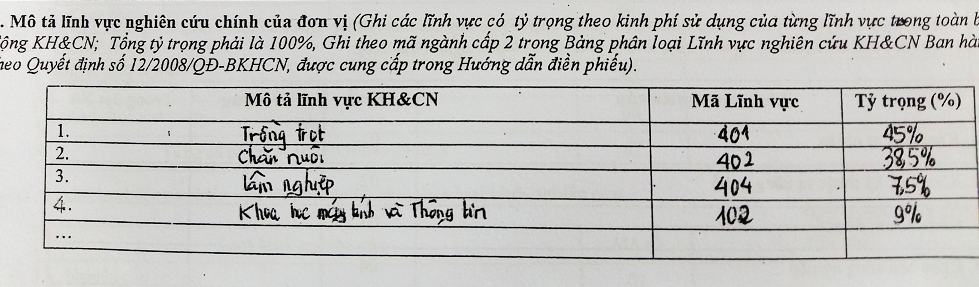 . Mô tả lĩnh vực nghiên cứu chính của đơn vị (Ghi các lĩnh vực có tỷ trọng theo kinh phí sử dụng của từng lĩnh vực trong toàn b
ộng KH&CN; Tổng tỷ trọng phải là 100%, Ghi theo mã ngành cấp 2 trong Bảng phân loại Lĩnh vực nghiên cứu KH&CN Ban hàn
heo Quyết định số 12/2008/QĐ-BKHCN, được cung cấp trong Hướng dẫn điền phiếu).
Mô tả lĩnh vực KH&CN Mã Lĩnh vực Tỷ trọng (%)
1. Trồng trọt 401 45%
2. Chăn nuôi 402 38,5%
3. Lâm nghiệp 404 7,5%
4. Khoa học máy tính và Thông tin 102 9%
...